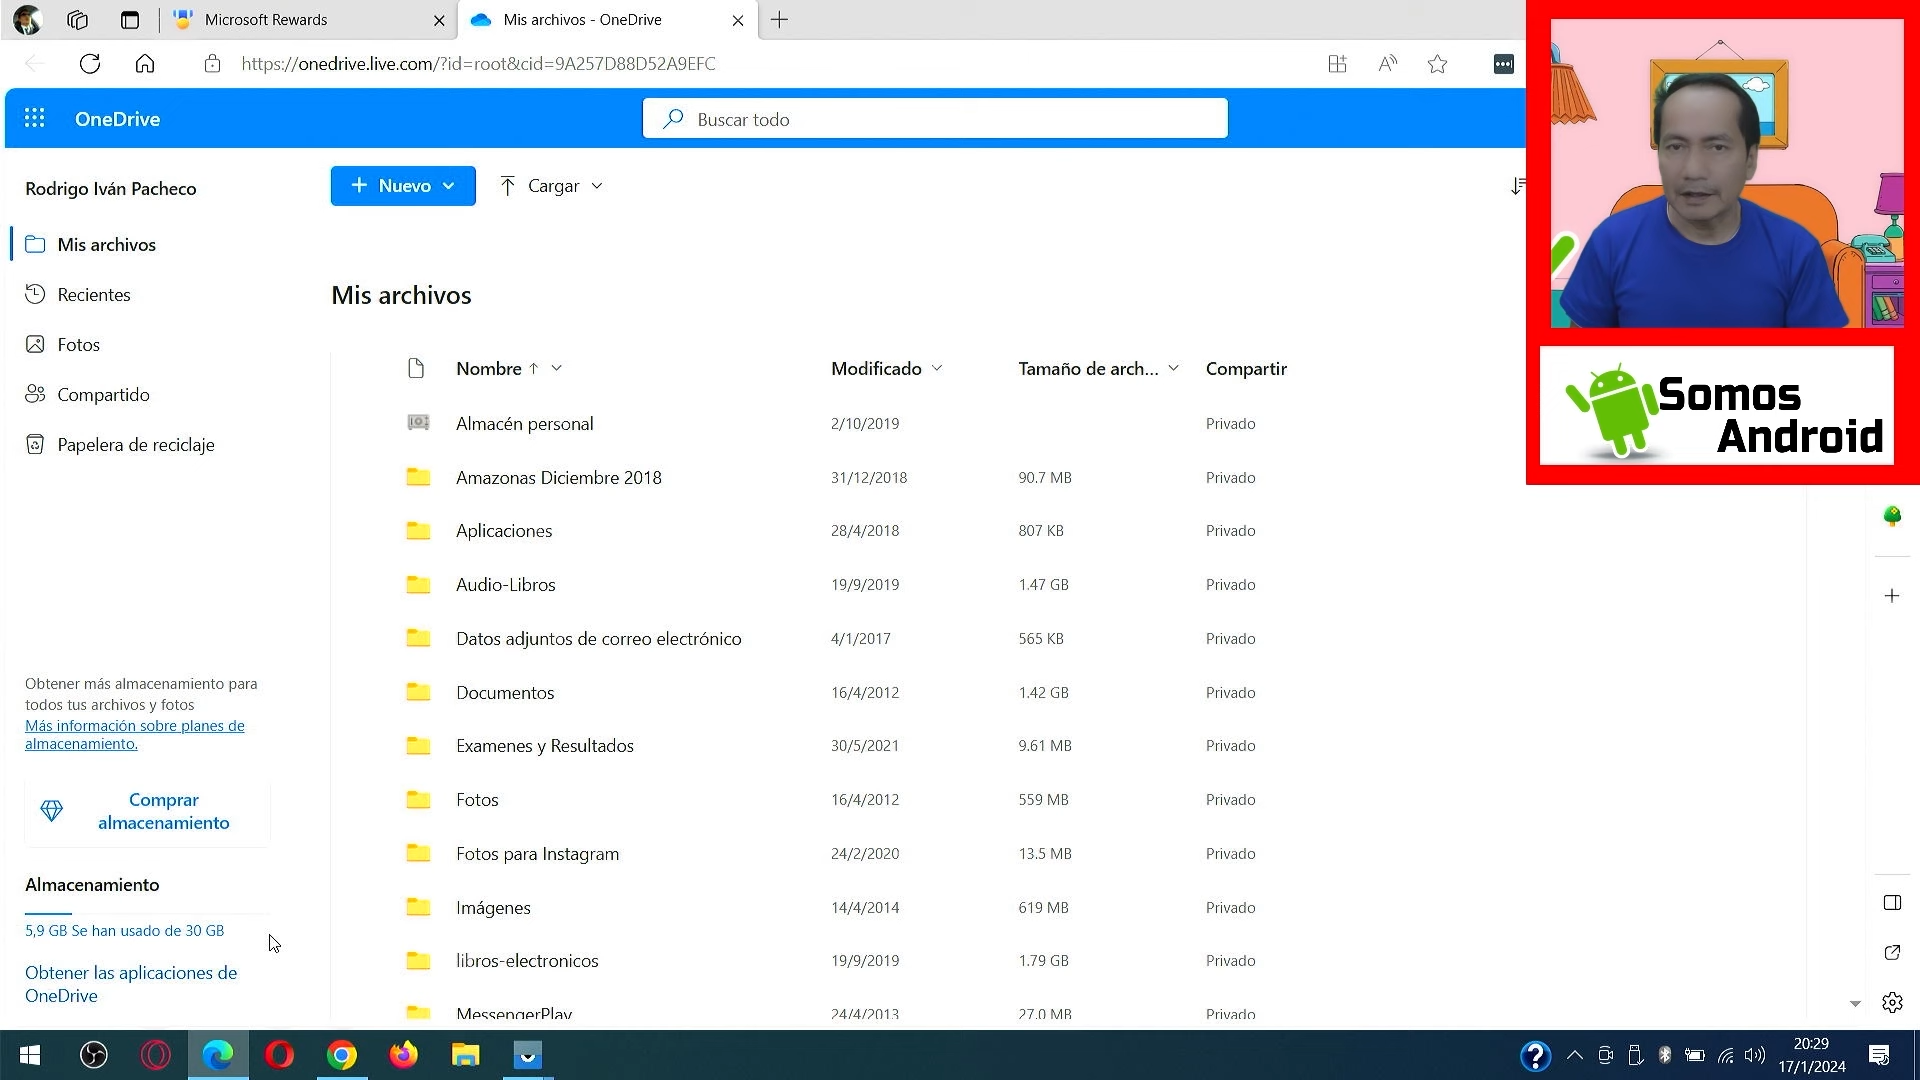 Microsoft Rewards
Mis archivos - OneDrive
https://onedrive.live.com/?id=root&cid=9A257D88D52A9EFC
OneDrive
Buscar todo
Rodrigo Iván Pacheco
Nuevo
Cargar
Mis archivos
Recientes
Fotos
Compartido
Papelera de reciclaje
Obtener más almacenamiento para
todos tus archivos y fotos
Más información sobre planes de
almacenamiento.
Comprar
almacenamiento
Almacenamiento
5,9 GB Se han usado de 30 GB
Obtener las aplicaciones de
OneDrive
Mis archivos
Nombre Modificado Tamaño de arch... Compartir
Almacén personal 2/10/2019 Privado
Amazonas Diciembre 2018 31/12/2018 90.7 MB Privado
Aplicaciones 28/4/2018 807 KB Privado
Audio-Libros 19/9/2019 1.47 GB Privado
Datos adjuntos de correo electrónico 4/1/2017 565 KB Privado
Documentos 16/4/2012 1.42 GB Privado
Examenes y Resultados 30/5/2021 9.61 MB Privado
Fotos 16/4/2012 559 MB Privado
Fotos para Instagram 24/2/2020 13.5 MB Privado
Imágenes 14/4/2014 619 MB Privado
libros-electronicos 19/9/2019 1.79 GB Privado
MessengerPlay 24/4/2013 27.0 MB Privado
Somos
Android
20:29
17/1/2024